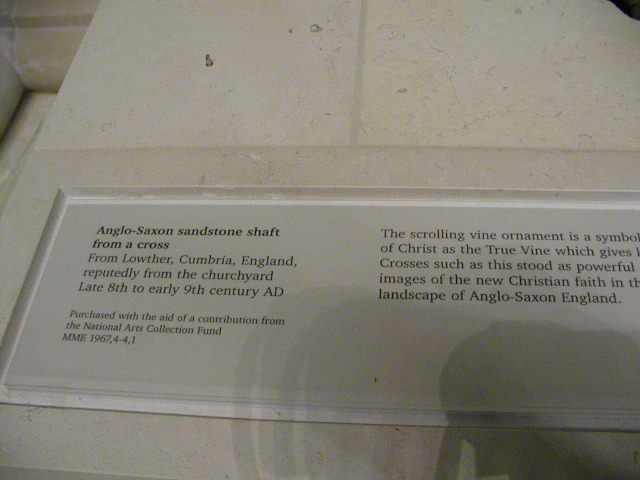 Anglo-Saxon sandstone shaft
from a cross
From Lowther, Cumbria, England,
reputedly from the churchyard
Late 8th to early 9th century AD
Purchased with the aid of a contribution from
the National Arts Collection Fund
MME 1967,4-4,1
The scrolling vine ornament is a symbol
of Christ as the True Vine which gives
Crosses such as this stood as powerful
images of the new Christian faith in
landscape of Anglo-Saxon England.